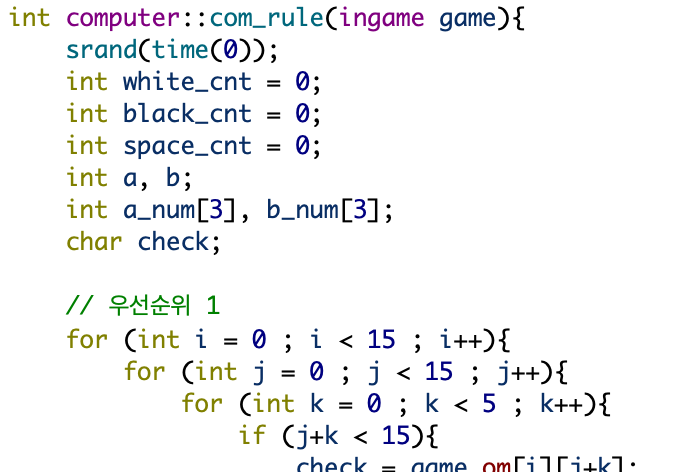 int computer::com_rule(ingame game){
srand(time(0));
int white_cnt = 0;
int black_cnt = 0;
int space_cnt = 0;
int a, b;
int a_num[3], b_num[3];
char check;
// 우선순위 1
for (int i = 0 ; i < 15 ; i++){
for (int j = 0 ; j < 15 ; j++){
for (int k = 0 ; k < 5 ; k++){
if (j+k < 15){
check = game.om[i][j+k];